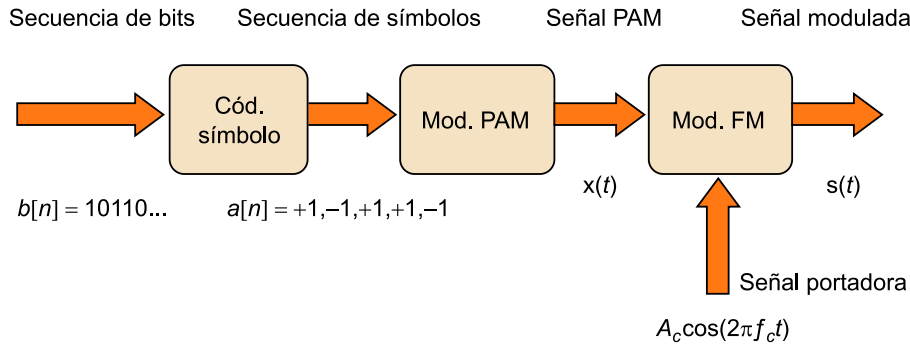 Secuencia de bits
Secuencia de símbolos
Señal PAM
Señal modulada
Cód.
símbolo
Mod. PAM
Mod. FM
b[n] = 10110...
a[n] = +1,–1,+1,+1,–1
x(t)
s(t)
Señal portadora
A_c cos(2πf_c t)